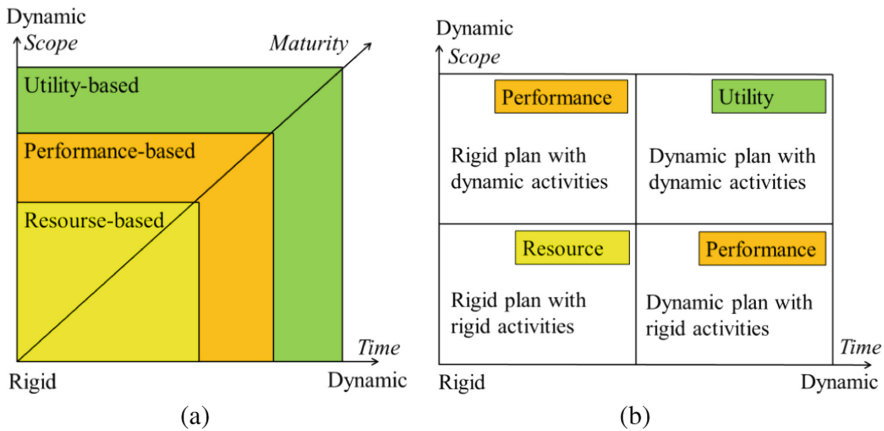 Dynamic
Scope
Maturity
Utility-based
Performance-based
Resourse-based
Time
Rigid
Dynamic
(a)
Dynamic
Scope
Performance
Utility
Rigid plan with
dynamic activities
Dynamic plan with
dynamic activities
Resource
Performance
Rigid plan with
rigid activities
Dynamic plan with
rigid activities
Time
Rigid
Dynamic
(b)